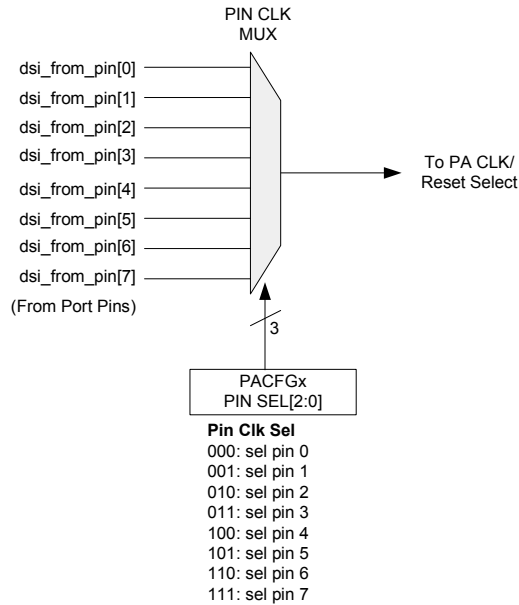 PIN CLK
MUX
dsi_from_pin[0]
dsi_from_pin[1]
dsi_from_pin[2]
dsi_from_pin[3]
dsi_from_pin[4]
dsi_from_pin[5]
dsi_from_pin[6]
dsi_from_pin[7]
(From Port Pins)
To PA CLK/
Reset Select
3
PACFGx
PIN SEL[2:0]
Pin Clk Sel
000: sel pin 0
001: sel pin 1
010: sel pin 2
011: sel pin 3
100: sel pin 4
101: sel pin 5
110: sel pin 6
111: sel pin 7